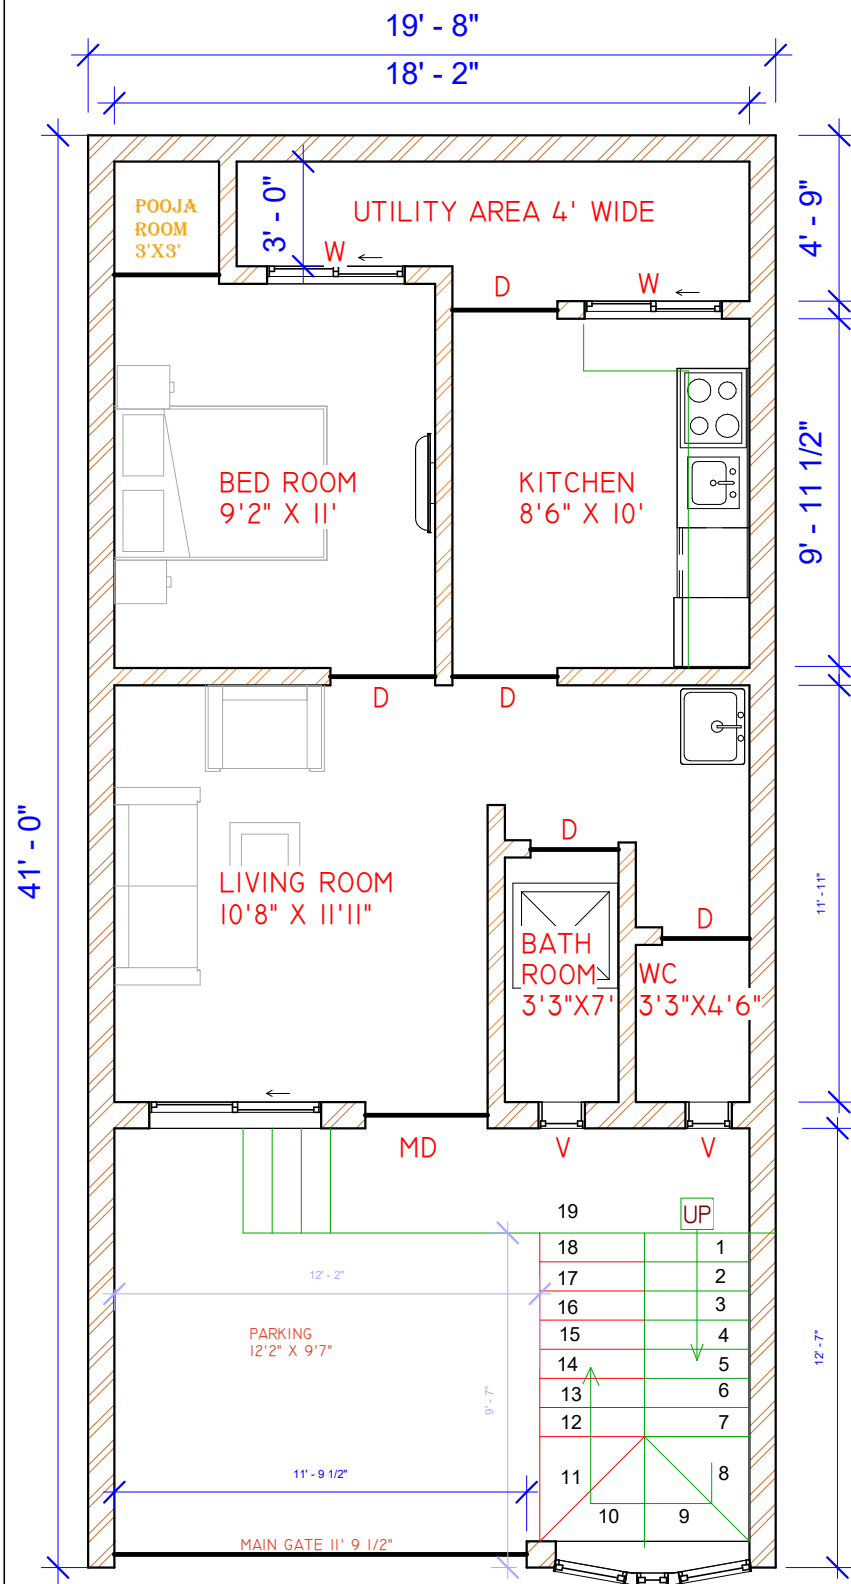 19' - 8"
18' - 2"
POOJA
ROOM
3'X3'
3' - 0"
UTILITY AREA 4' WIDE
4' - 9"
W
D
W
BED ROOM
9'2" X 11'
KITCHEN
8'6" X 10'
9' - 11 1/2"
D
D
41' - 0"
LIVING ROOM
10'8" X 11'11"
D
D
BATH
ROOM
3'3"X7'
WC
3'3"X4'6"
11' - 11"
MD
V
V
19
UP
18
1
17
2
16
3
15
4
14
5
13
6
12
7
11
8
10
9
12' - 2"
PARKING
12'2" X 9'7"
9' - 7"
12' - 7"
11' - 9 1/2"
MAIN GATE 11' 9 1/2"